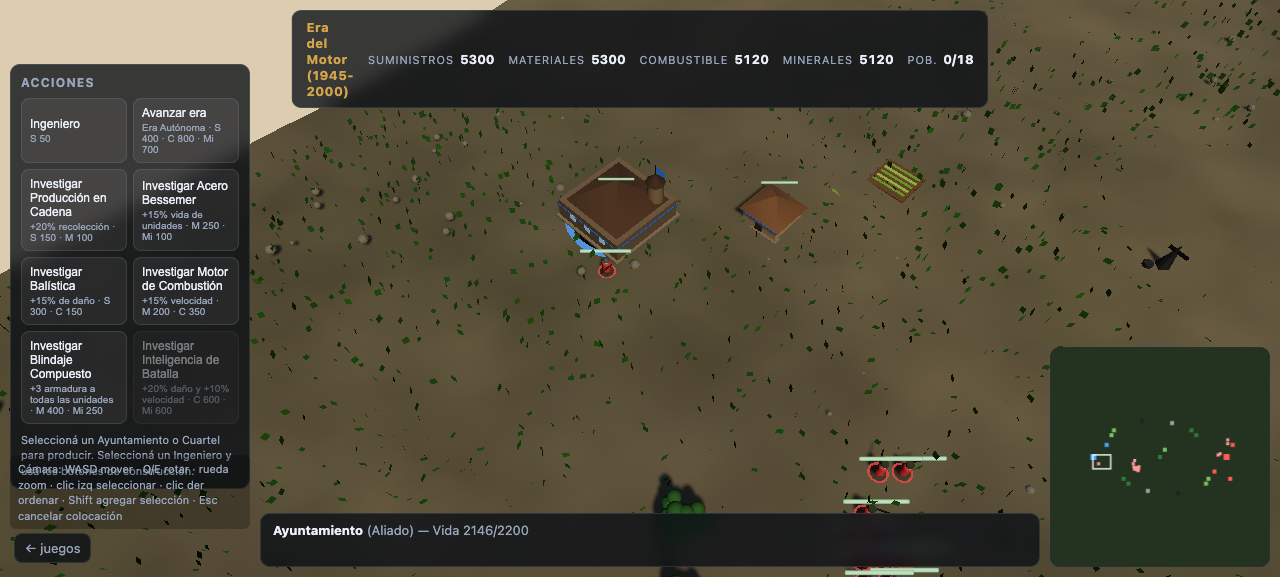 Era
del
Motor
(1945-
2000)
SUMINISTROS 5300 MATERIALES 5300 COMBUSTIBLE 5120 MINERALES 5120 POB. 0/18
ACCIONES
Ingeniero
S 50
Avanzar era
Era Autónoma · S
400 · C 800 · Mi
700
Investigar
Producción en
Cadena
+20% recolección ·
S 150 · M 100
Investigar Acero
Bessemer
+15% vida de
unidades · M 250 ·
Mi 100
Investigar
Balística
+15% de daño · S
300 · C 150
Investigar Motor
de Combustión
+15% velocidad ·
M 200 · C 350
Investigar
Blindaje
Compuesto
+3 armadura a
todas las unidades
· M 400 · Mi 250
Investigar
Inteligencia de
Batalla
+20% daño y +10%
velocidad · C 600 ·
Mi 600
Seleccioná un Ayuntamiento o Cuartel
para producir. Seleccioná un Ingeniero y
Cámara: WASD mover · Q/E rotar · rueda
zoom · clic izq seleccionar · clic der
ordenar · Shift agregar selección · Esc
cancelar colocación
← juegos
Ayuntamiento (Aliado) — Vida 2146/2200